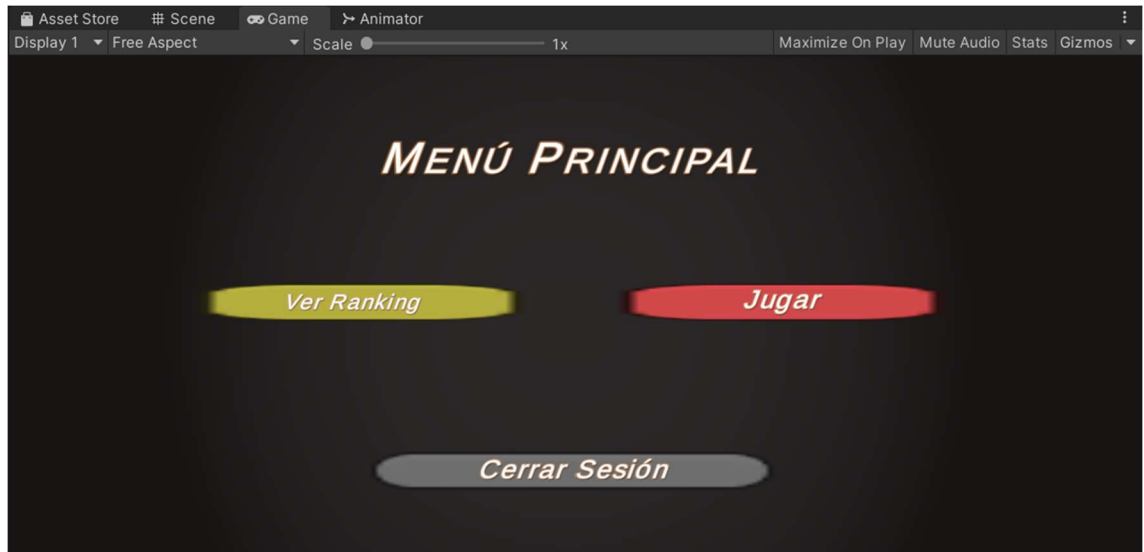 Asset Store Scene Game Animator
Display 1 Free Aspect Scale 1x Maximize On Play Mute Audio Stats Gizmos
MENÚ PRINCIPAL
Ver Ranking Jugar
Cerrar Sesión